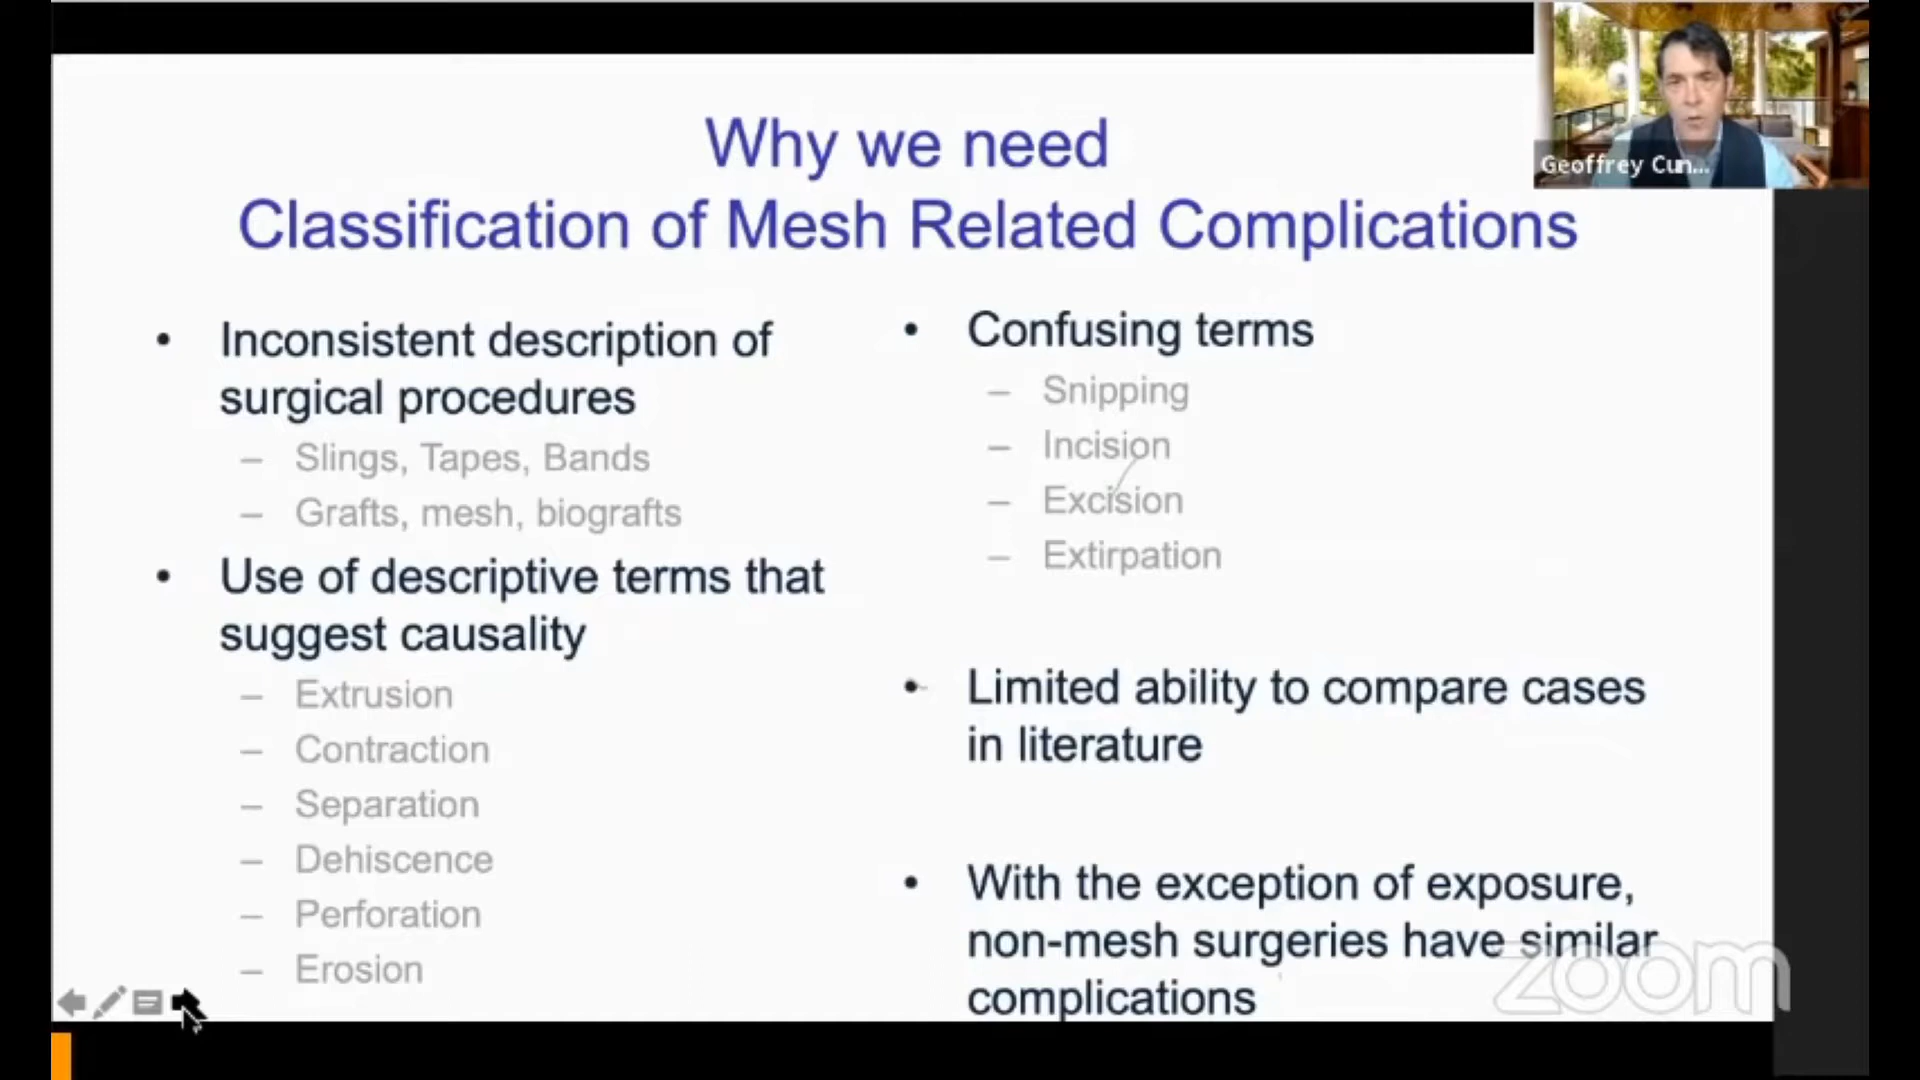 Why we need
Classification of Mesh Related Complications
Geoffrey Cun...
• Inconsistent description of
surgical procedures
– Slings, Tapes, Bands
– Grafts, mesh, biografts
• Use of descriptive terms that
suggest causality
– Extrusion
– Contraction
– Separation
– Dehiscence
– Perforation
– Erosion
• Confusing terms
– Snipping
– Incision
– Excision
– Extirpation
• Limited ability to compare cases
in literature
• With the exception of exposure,
non-mesh surgeries have similar
complications
zoom